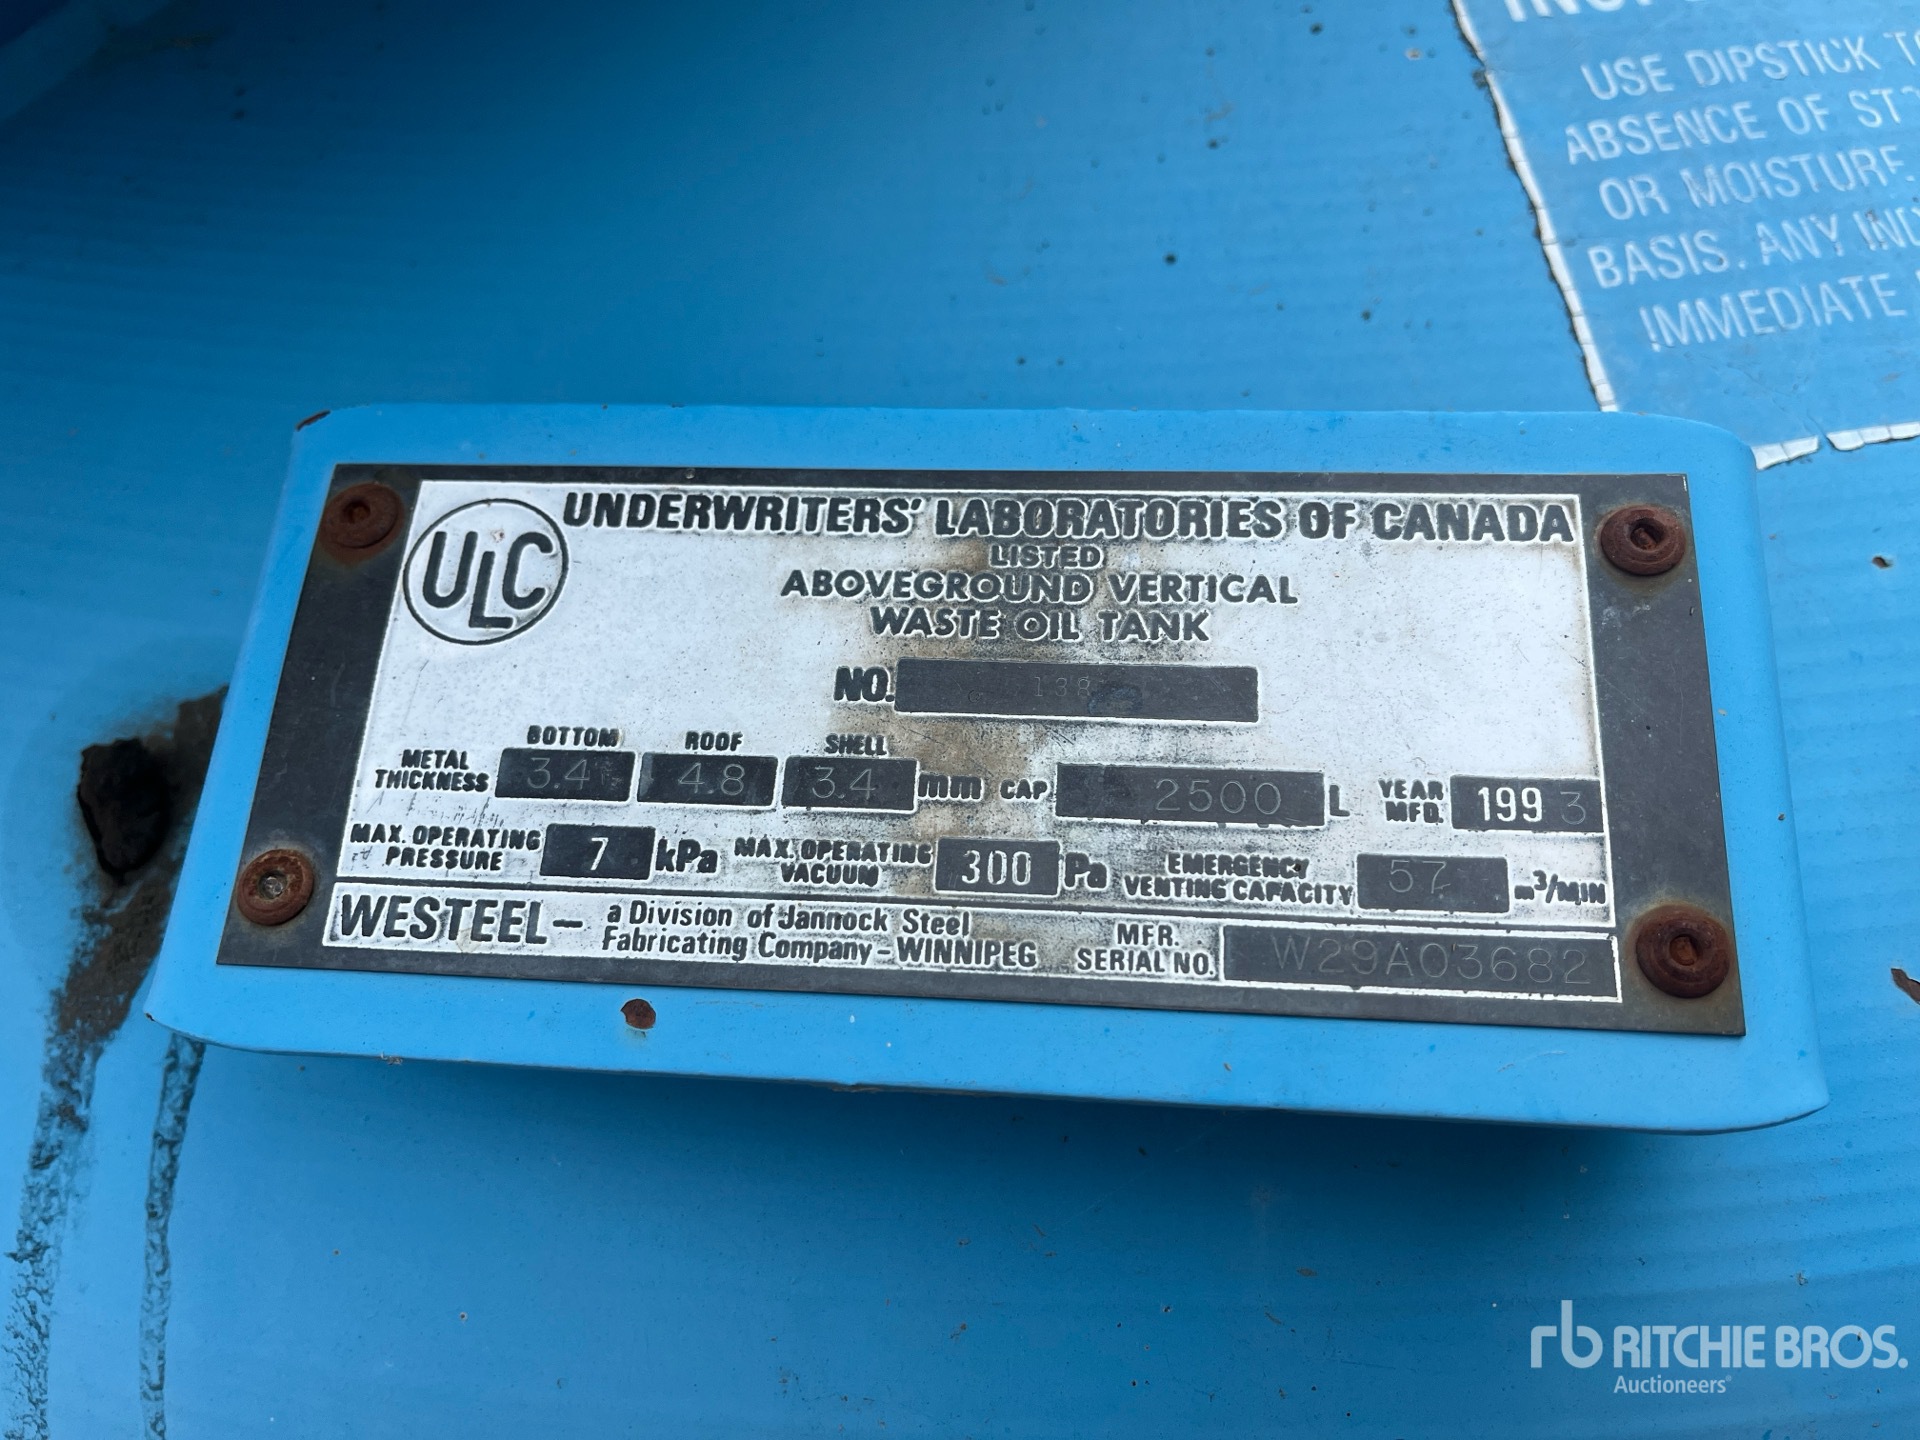 USE DIPSTICK
ABSENCE OF
OR MOISTURE
BASIS. ANY
IMMEDIATE
ULC
UNDERWRITERS' LABORATORIES OF CANADA
LISTED
ABOVEGROUND VERTICAL
WASTE OIL TANK
NO.
METAL THICKNESS BOTTOM 3.4 ROOF 4.8 SHELL 3.4 mm CAP 2500 L YEAR MFD. 1993
MAX. OPERATING PRESSURE 7 kPa MAX. OPERATING VACUUM 300 Pa EMERGENCY VENTING CAPACITY 57 m³/MIN
WESTEEL – a Division of Jannock Steel
Fabricating Company – WINNIPEG
MFR. SERIAL NO. W29A03682
rb RITCHIE BROS.
Auctioneers